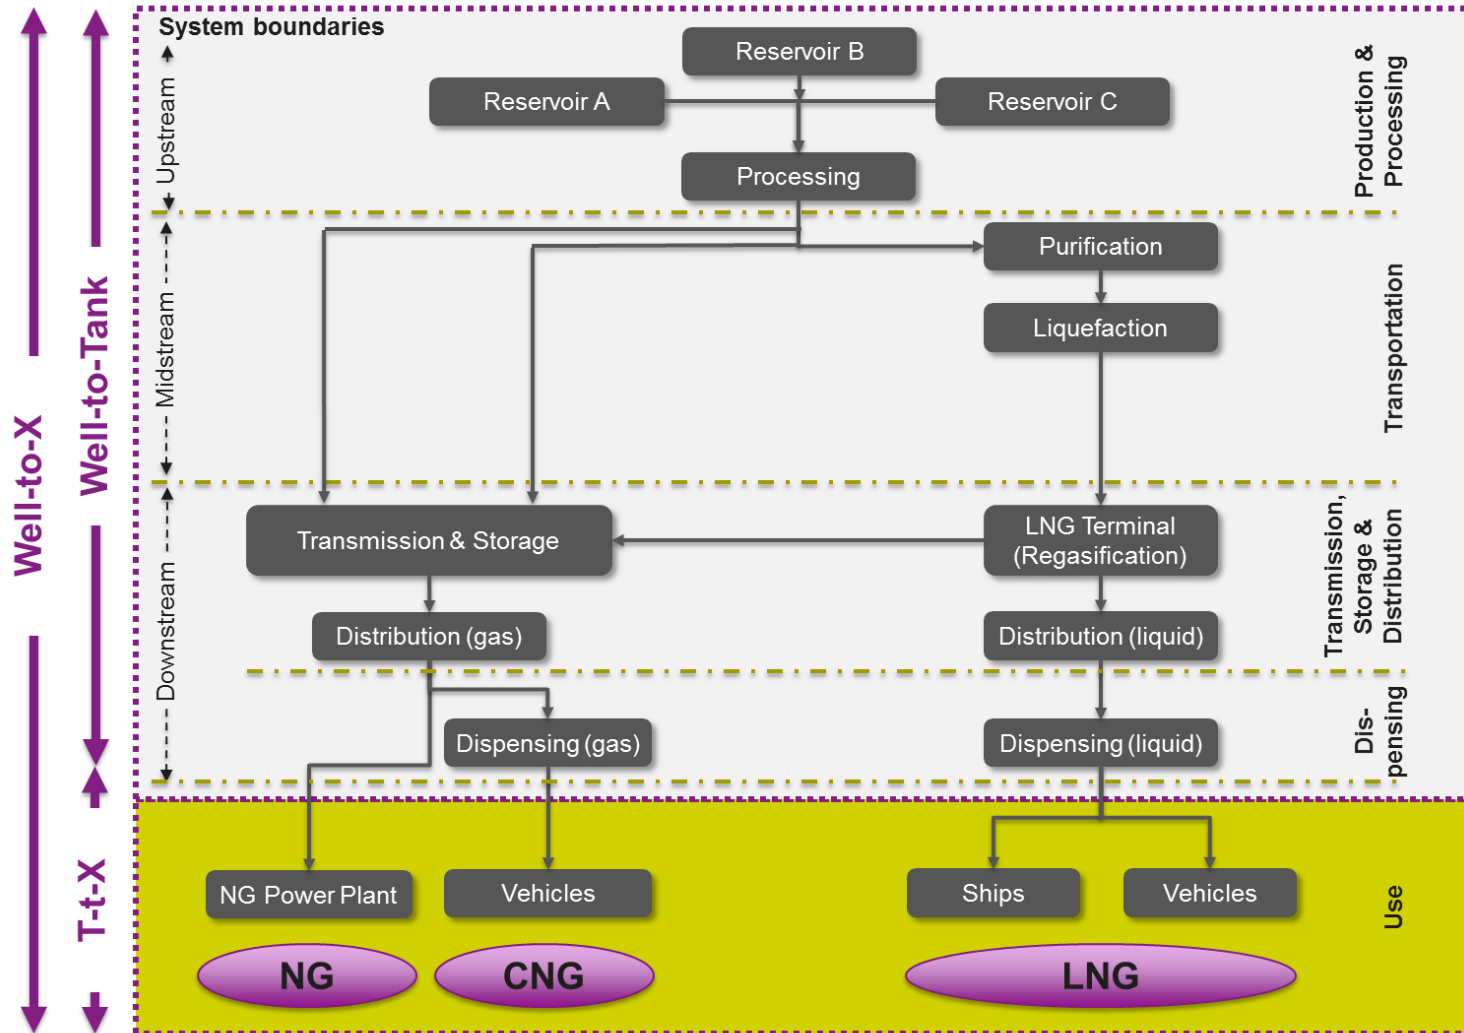 System boundaries
Reservoir B
Reservoir A
Reservoir C
Processing
Purification
Liquefaction
Transmission & Storage
LNG Terminal
(Regasification)
Distribution (gas)
Distribution (liquid)
Dispensing (gas)
Dispensing (liquid)
NG Power Plant
Vehicles
Ships
Vehicles
NG
CNG
LNG
Well-to-X
Well-to-Tank
T-t-X
Upstream
Midstream
Downstream
Production &
Processing
Transportation
Transmission,
Storage &
Distribution
Dis-
pensing
Use